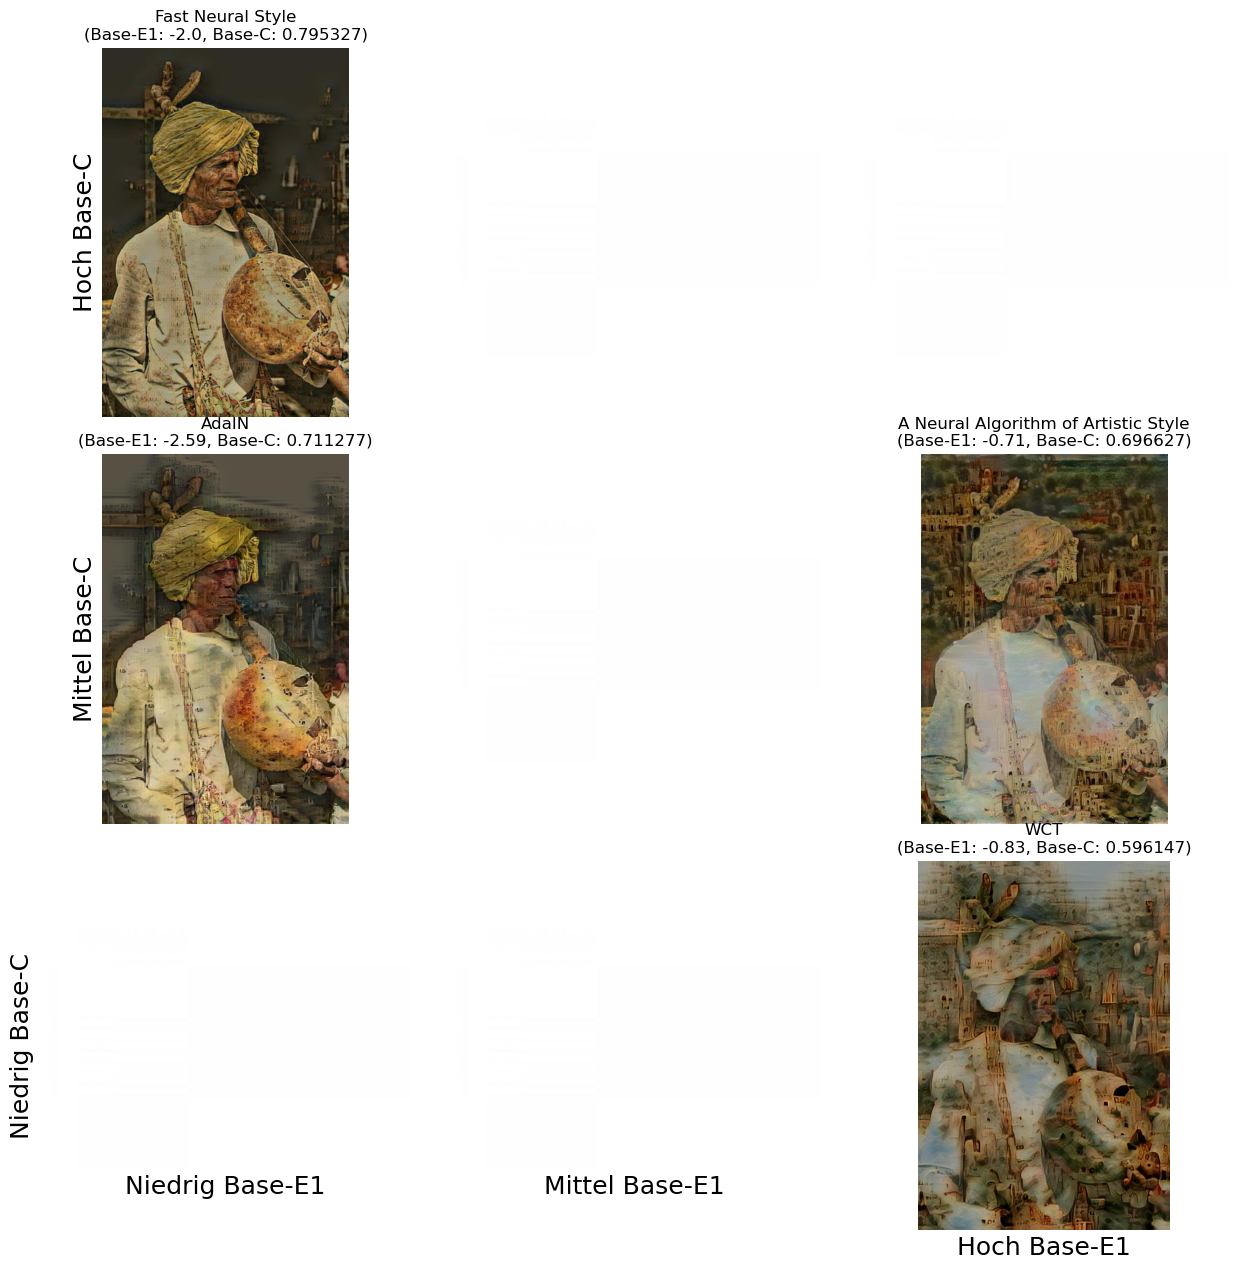 Fast Neural Style
(Base-E1: -2.0, Base-C: 0.795327)
Hoch Base-C
AdaIN
(Base-E1: -2.59, Base-C: 0.711277)
A Neural Algorithm of Artistic Style
(Base-E1: -0.71, Base-C: 0.696627)
Mittel Base-C
WCT
(Base-E1: -0.83, Base-C: 0.596147)
Niedrig Base-C
Niedrig Base-E1
Mittel Base-E1
Hoch Base-E1